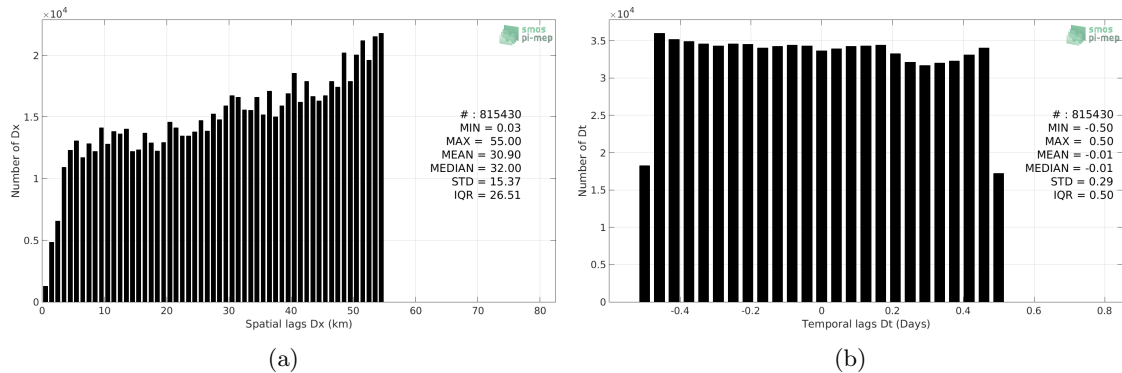 ×10⁴
2
1.5
1
0.5
0
Number of Dx
0
10
20
30
40
50
60
70
80
Spatial lags Dx (km)
smos
pi-mep
# : 815430
MIN = 0.03
MAX = 55.00
MEAN = 30.90
MEDIAN = 32.00
STD = 15.37
IQR = 26.51
(a)
×10⁴
3.5
3
2.5
2
1.5
1
0.5
0
Number of Dt
-0.4
-0.2
0
0.2
0.4
0.6
0.8
Temporal lags Dt (Days)
smos
pi-mep
# : 815430
MIN = -0.50
MAX = 0.50
MEAN = -0.01
MEDIAN = -0.01
STD = 0.29
IQR = 0.50
(b)